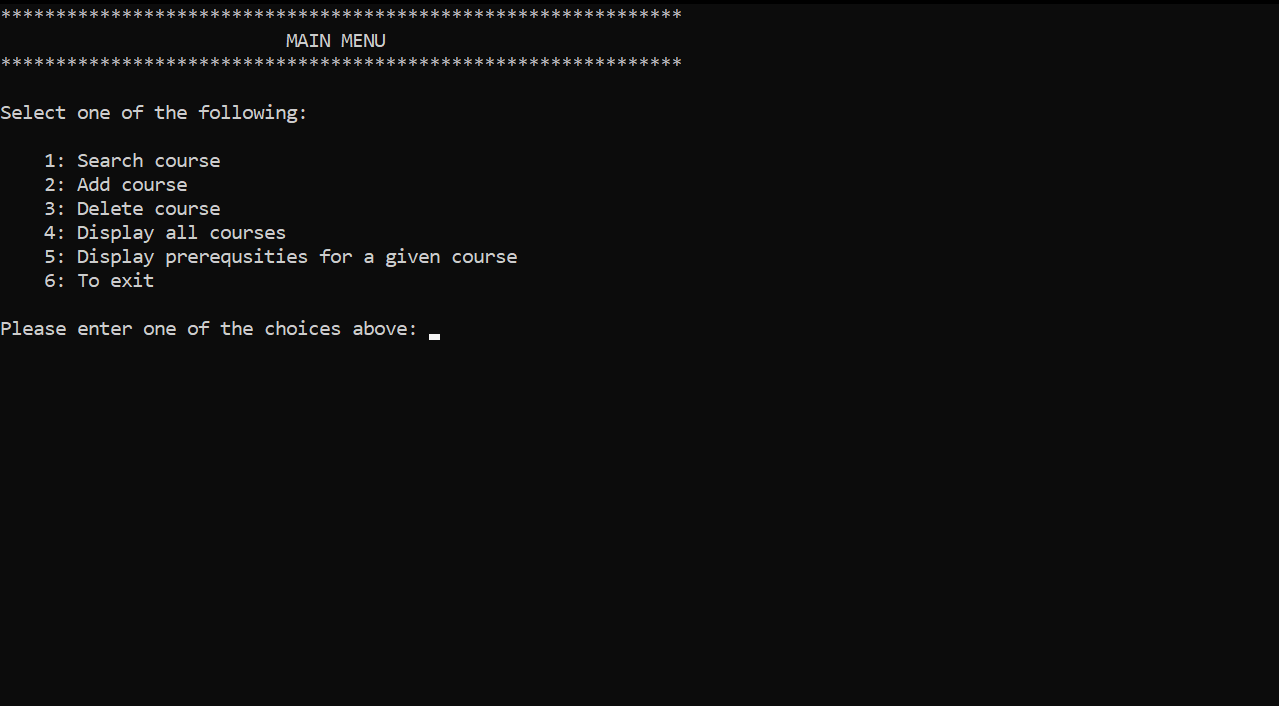 **************************************************************
MAIN MENU
**************************************************************
Select one of the following:
1: Search course
2: Add course
3: Delete course
4: Display all courses
5: Display prerequsities for a given course
6: To exit
Please enter one of the choices above: